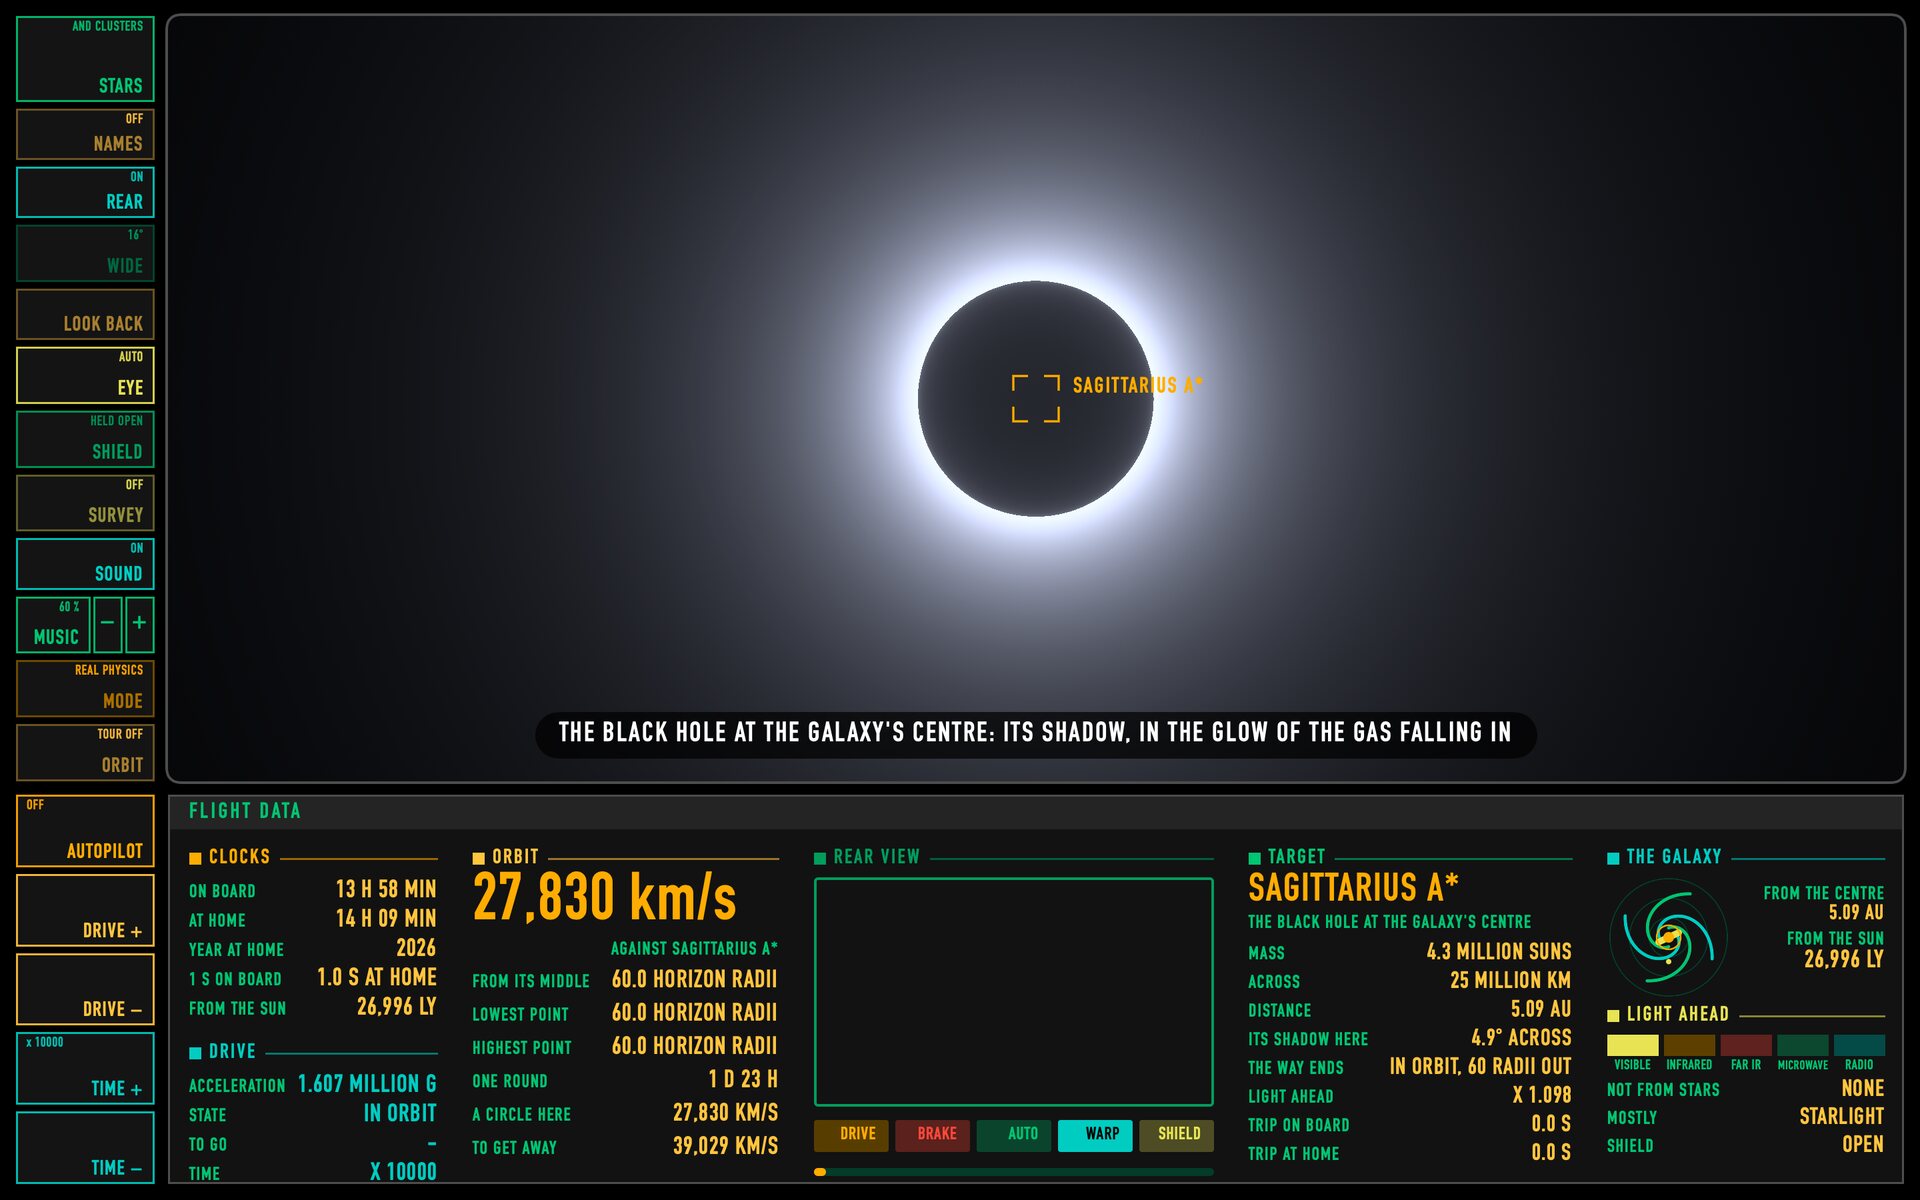 AND CLUSTERS
STARS
OFF
NAMES
ON
REAR
16°
WIDE
LOOK BACK
AUTO
EYE
HELD OPEN
SHIELD
OFF
SURVEY
ON
SOUND
60 %
MUSIC − +
REAL PHYSICS
MODE
TOUR OFF
ORBIT
OFF
AUTOPILOT
DRIVE +
DRIVE −
x 10000
TIME +
TIME −
SAGITTARIUS A*
THE BLACK HOLE AT THE GALAXY'S CENTRE: ITS SHADOW, IN THE GLOW OF THE GAS FALLING IN
FLIGHT DATA
CLOCKS
ON BOARD 13 H 58 MIN
AT HOME 14 H 09 MIN
YEAR AT HOME 2026
1 S ON BOARD 1.0 S AT HOME
FROM THE SUN 26,996 LY
DRIVE
ACCELERATION 1.607 MILLION G
STATE IN ORBIT
TO GO −
TIME X 10000
ORBIT
27,830 km/s
AGAINST SAGITTARIUS A*
FROM ITS MIDDLE 60.0 HORIZON RADII
LOWEST POINT 60.0 HORIZON RADII
HIGHEST POINT 60.0 HORIZON RADII
ONE ROUND 1 D 23 H
A CIRCLE HERE 27,830 KM/S
TO GET AWAY 39,029 KM/S
REAR VIEW
DRIVE BRAKE AUTO WARP SHIELD
TARGET
SAGITTARIUS A*
THE BLACK HOLE AT THE GALAXY'S CENTRE
MASS 4.3 MILLION SUNS
ACROSS 25 MILLION KM
DISTANCE 5.09 AU
ITS SHADOW HERE 4.9° ACROSS
THE WAY ENDS IN ORBIT, 60 RADII OUT
LIGHT AHEAD X 1.098
TRIP ON BOARD 0.0 S
TRIP AT HOME 0.0 S
THE GALAXY
FROM THE CENTRE
5.09 AU
FROM THE SUN
26,996 LY
LIGHT AHEAD
VISIBLE INFRARED FAR IR MICROWAVE RADIO
NOT FROM STARS NONE
MOSTLY STARLIGHT
SHIELD OPEN